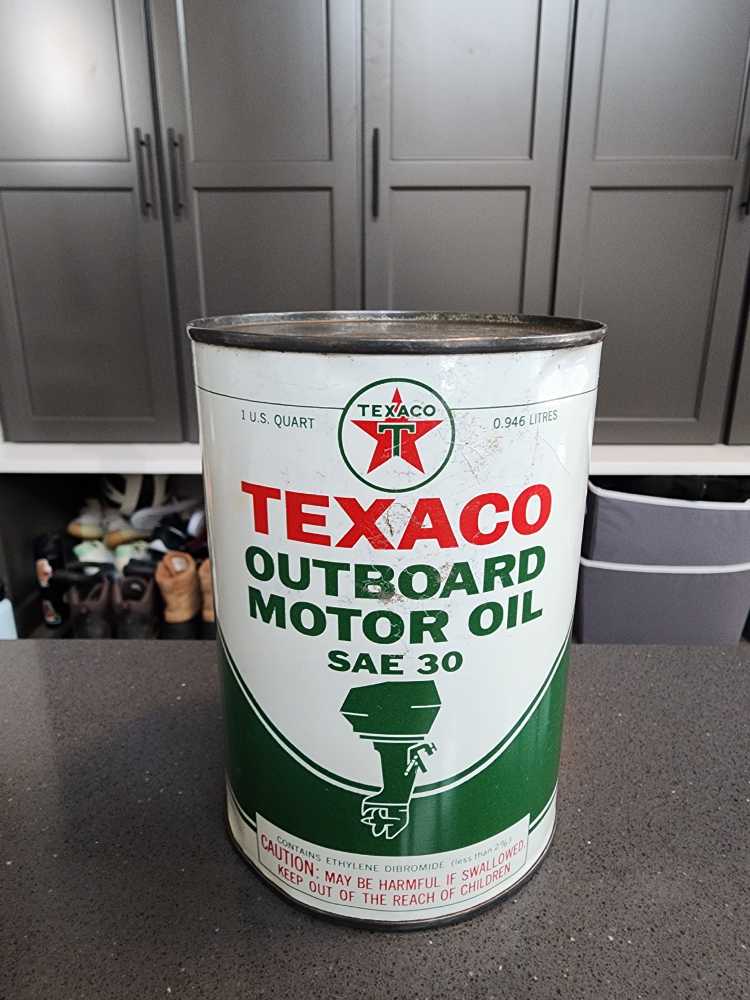 1 U.S. QUART
TEXACO
T
0.946 LITRES
TEXACO
OUTBOARD
MOTOR OIL
SAE 30
CONTAINS ETHYLENE DIBROMIDE (less than 2%)
CAUTION: MAY BE HARMFUL IF SWALLOWED.
KEEP OUT OF THE REACH OF CHILDREN